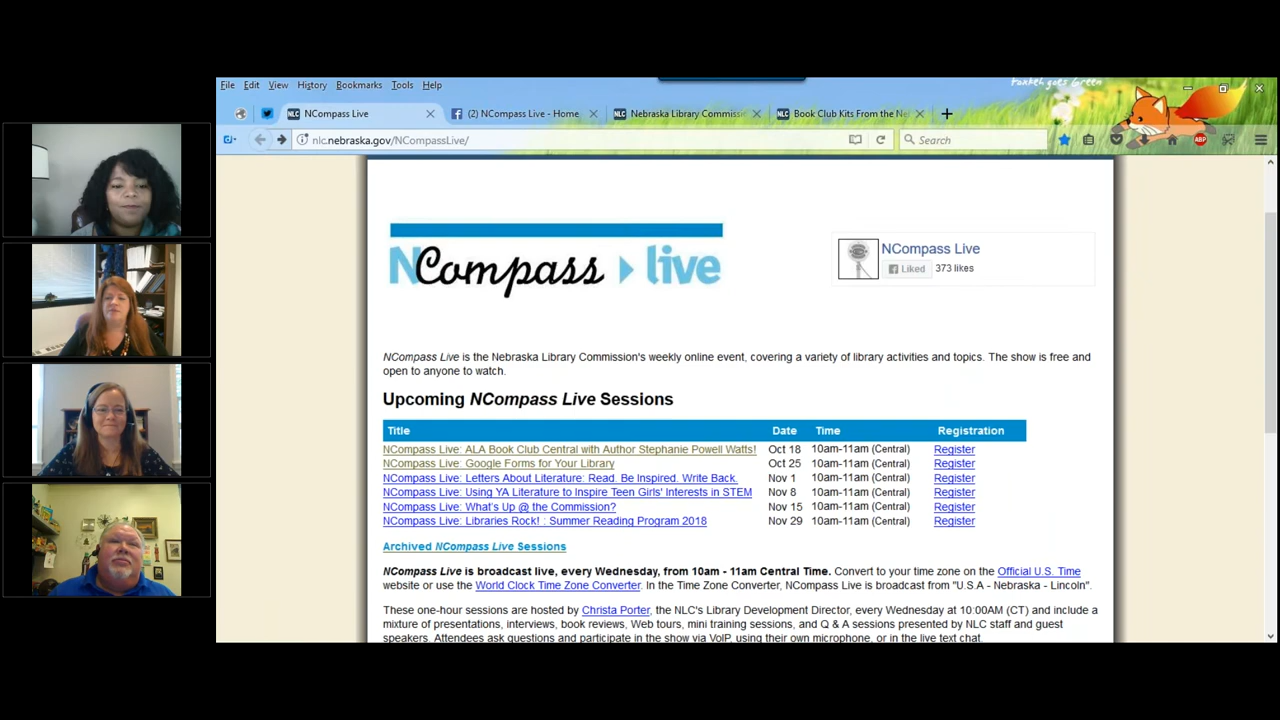 Foxkeh goes Green
File Edit View History Bookmarks Tools Help
NCompass Live
(2) NCompass Live - Home
Nebraska Library Commissi
Book Club Kits From the Ne
nlc.nebraska.gov/NCompassLive/
Search
ABP
NCompass live
NCompass Live
Liked 373 likes
NCompass Live is the Nebraska Library Commission's weekly online event, covering a variety of library activities and topics. The show is free and
open to anyone to watch.
Upcoming NCompass Live Sessions
Title Date Time Registration
NCompass Live: ALA Book Club Central with Author Stephanie Powell Watts! Oct 18 10am-11am (Central) Register
NCompass Live: Google Forms for Your Library Oct 25 10am-11am (Central) Register
NCompass Live: Letters About Literature: Read. Be Inspired. Write Back. Nov 1 10am-11am (Central) Register
NCompass Live: Using YA Literature to Inspire Teen Girls' Interests in STEM Nov 8 10am-11am (Central) Register
NCompass Live: What's Up @ the Commission? Nov 15 10am-11am (Central) Register
NCompass Live: Libraries Rock! : Summer Reading Program 2018 Nov 29 10am-11am (Central) Register
Archived NCompass Live Sessions
NCompass Live is broadcast live, every Wednesday, from 10am - 11am Central Time. Convert to your time zone on the Official U.S. Time
website or use the World Clock Time Zone Converter. In the Time Zone Converter, NCompass Live is broadcast from "U.S.A - Nebraska - Lincoln".
These one-hour sessions are hosted by Christa Porter, the NLC's Library Development Director, every Wednesday at 10:00AM (CT) and include a
mixture of presentations, interviews, book reviews, Web tours, mini training sessions, and Q & A sessions presented by NLC staff and guest
speakers. Attendees ask questions and participate in the show via VoIP, using their own microphone, or in the live text chat.